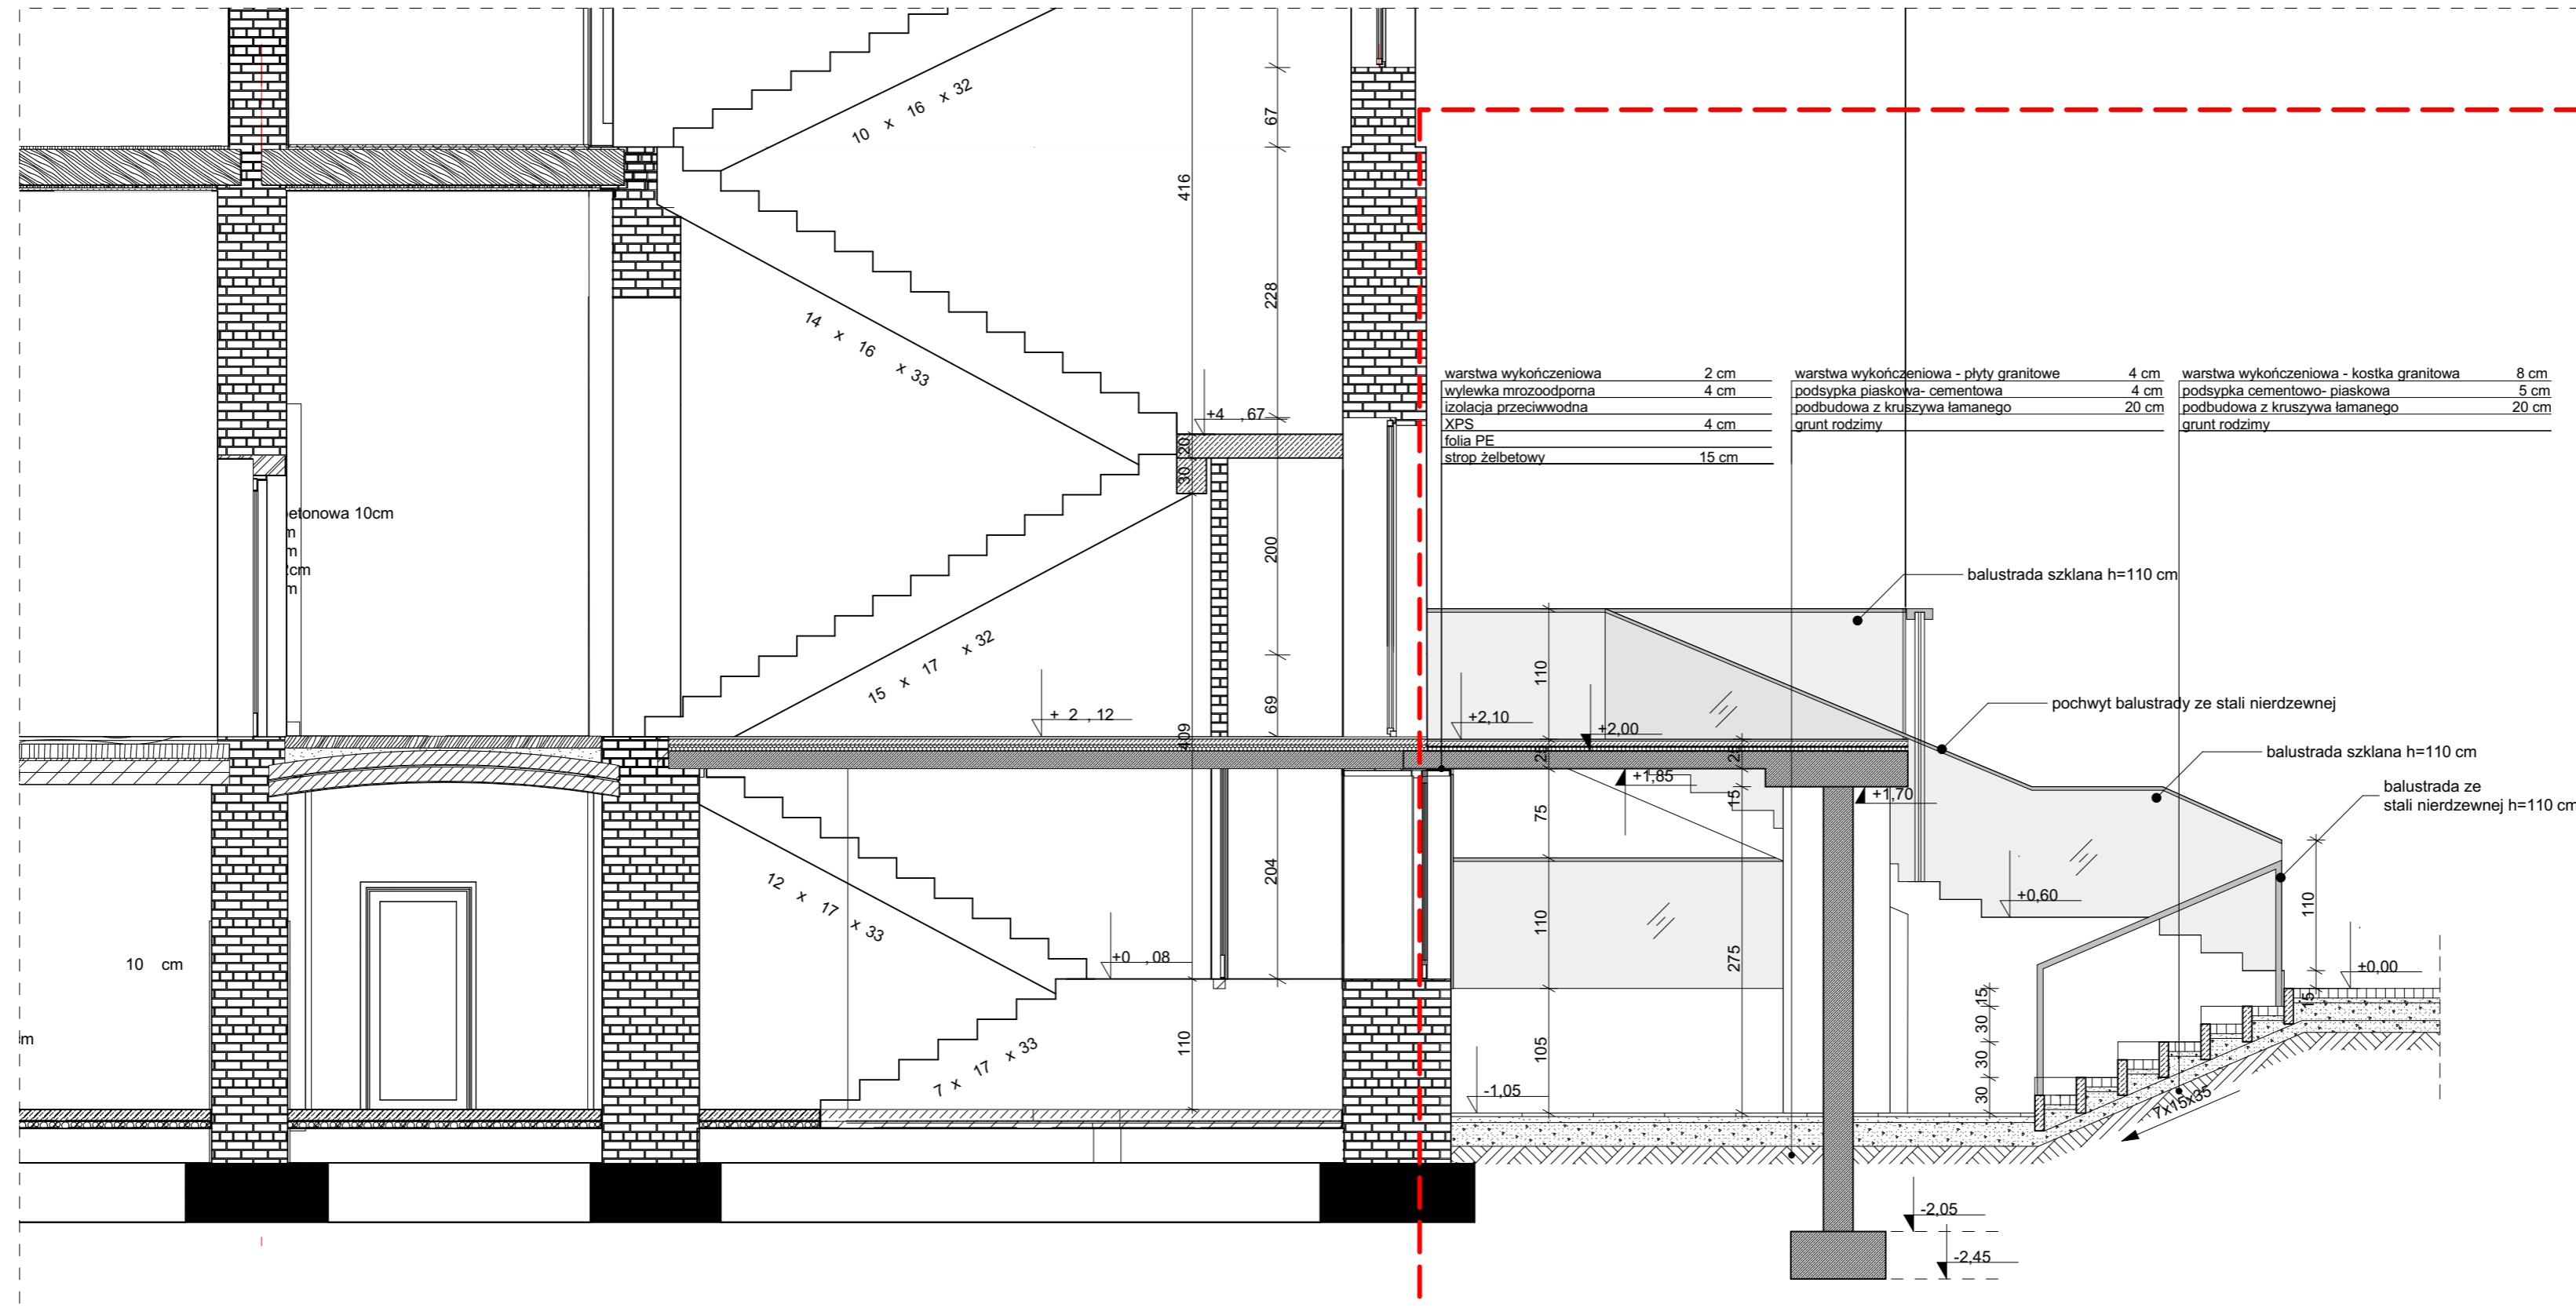 10 x 16 x 32
67
416
228
14 x 16 x 33
warstwa wykończeniowa 2 cm
wylewka mrozoodporna 4 cm
izolacja przeciwwodna
XPS 4 cm
folia PE
strop żelbetowy 15 cm
warstwa wykończeniowa - płyty granitowe 4 cm
podsypka piaskowa- cementowa 4 cm
podbudowa z kruszywa łamanego 20 cm
grunt rodzimy
warstwa wykończeniowa - kostka granitowa 8 cm
podsypka cementowo- piaskowa 5 cm
podbudowa z kruszywa łamanego 20 cm
grunt rodzimy
+4 ,67
20
30
etonowa 10cm
m
m
2cm
m
200
balustrada szklana h=110 cm
15 x 17 x 32
110
69
pochwyt balustrady ze stali nierdzewnej
+ 2 , 12
+2,10
+2,00
409
25
25
balustrada szklana h=110 cm
+1,85
15
+1,70
balustrada ze
stali nierdzewnej h=110 cm
75
204
12 x 17 x 33
+0,60
110
110
10 cm
+0 ,08
275
+0,00
15
15
30
30
30
m
110
105
7 x 17 x 33
-1,05
7x15x35
-2,05
-2,45